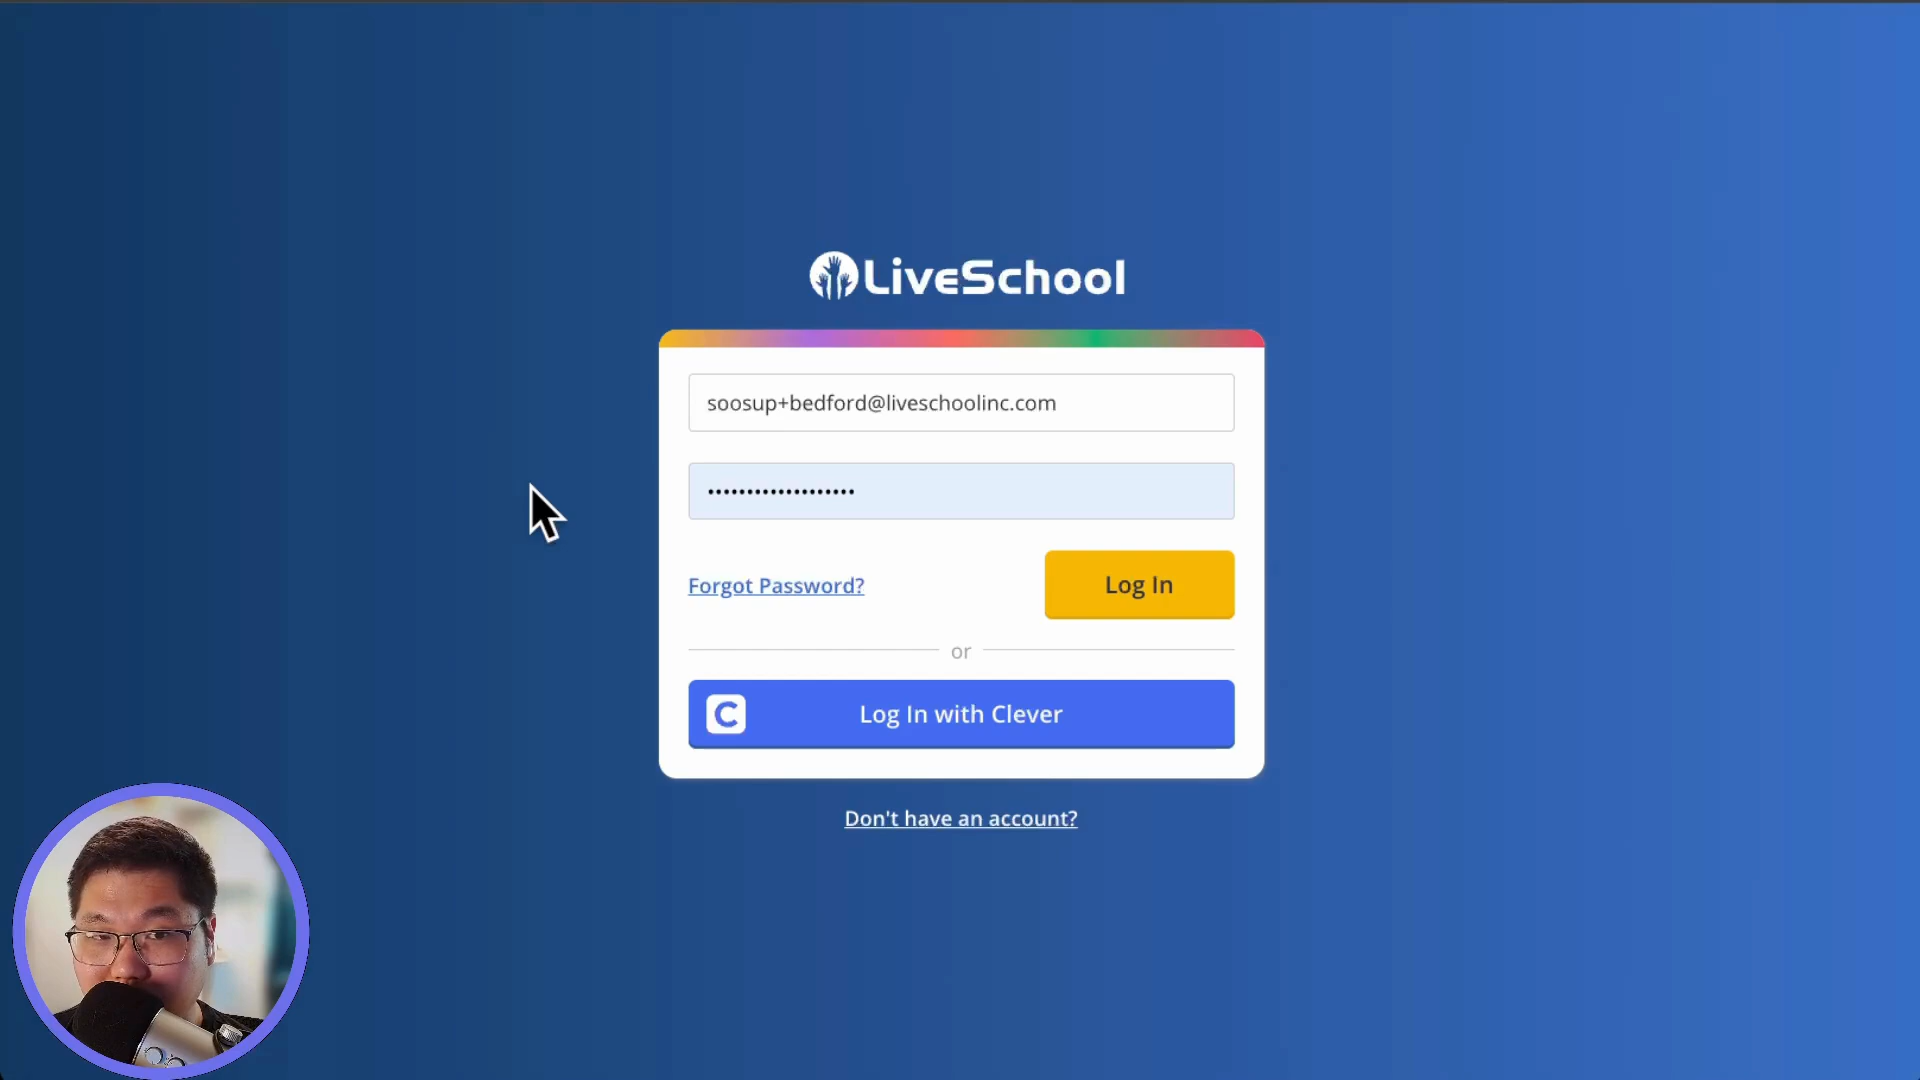 LiveSchool
soosup+bedford@liveschoolinc.com
•••••••••••••••••••
Forgot Password?
Log In
or
C
Log In with Clever
Don't have an account?